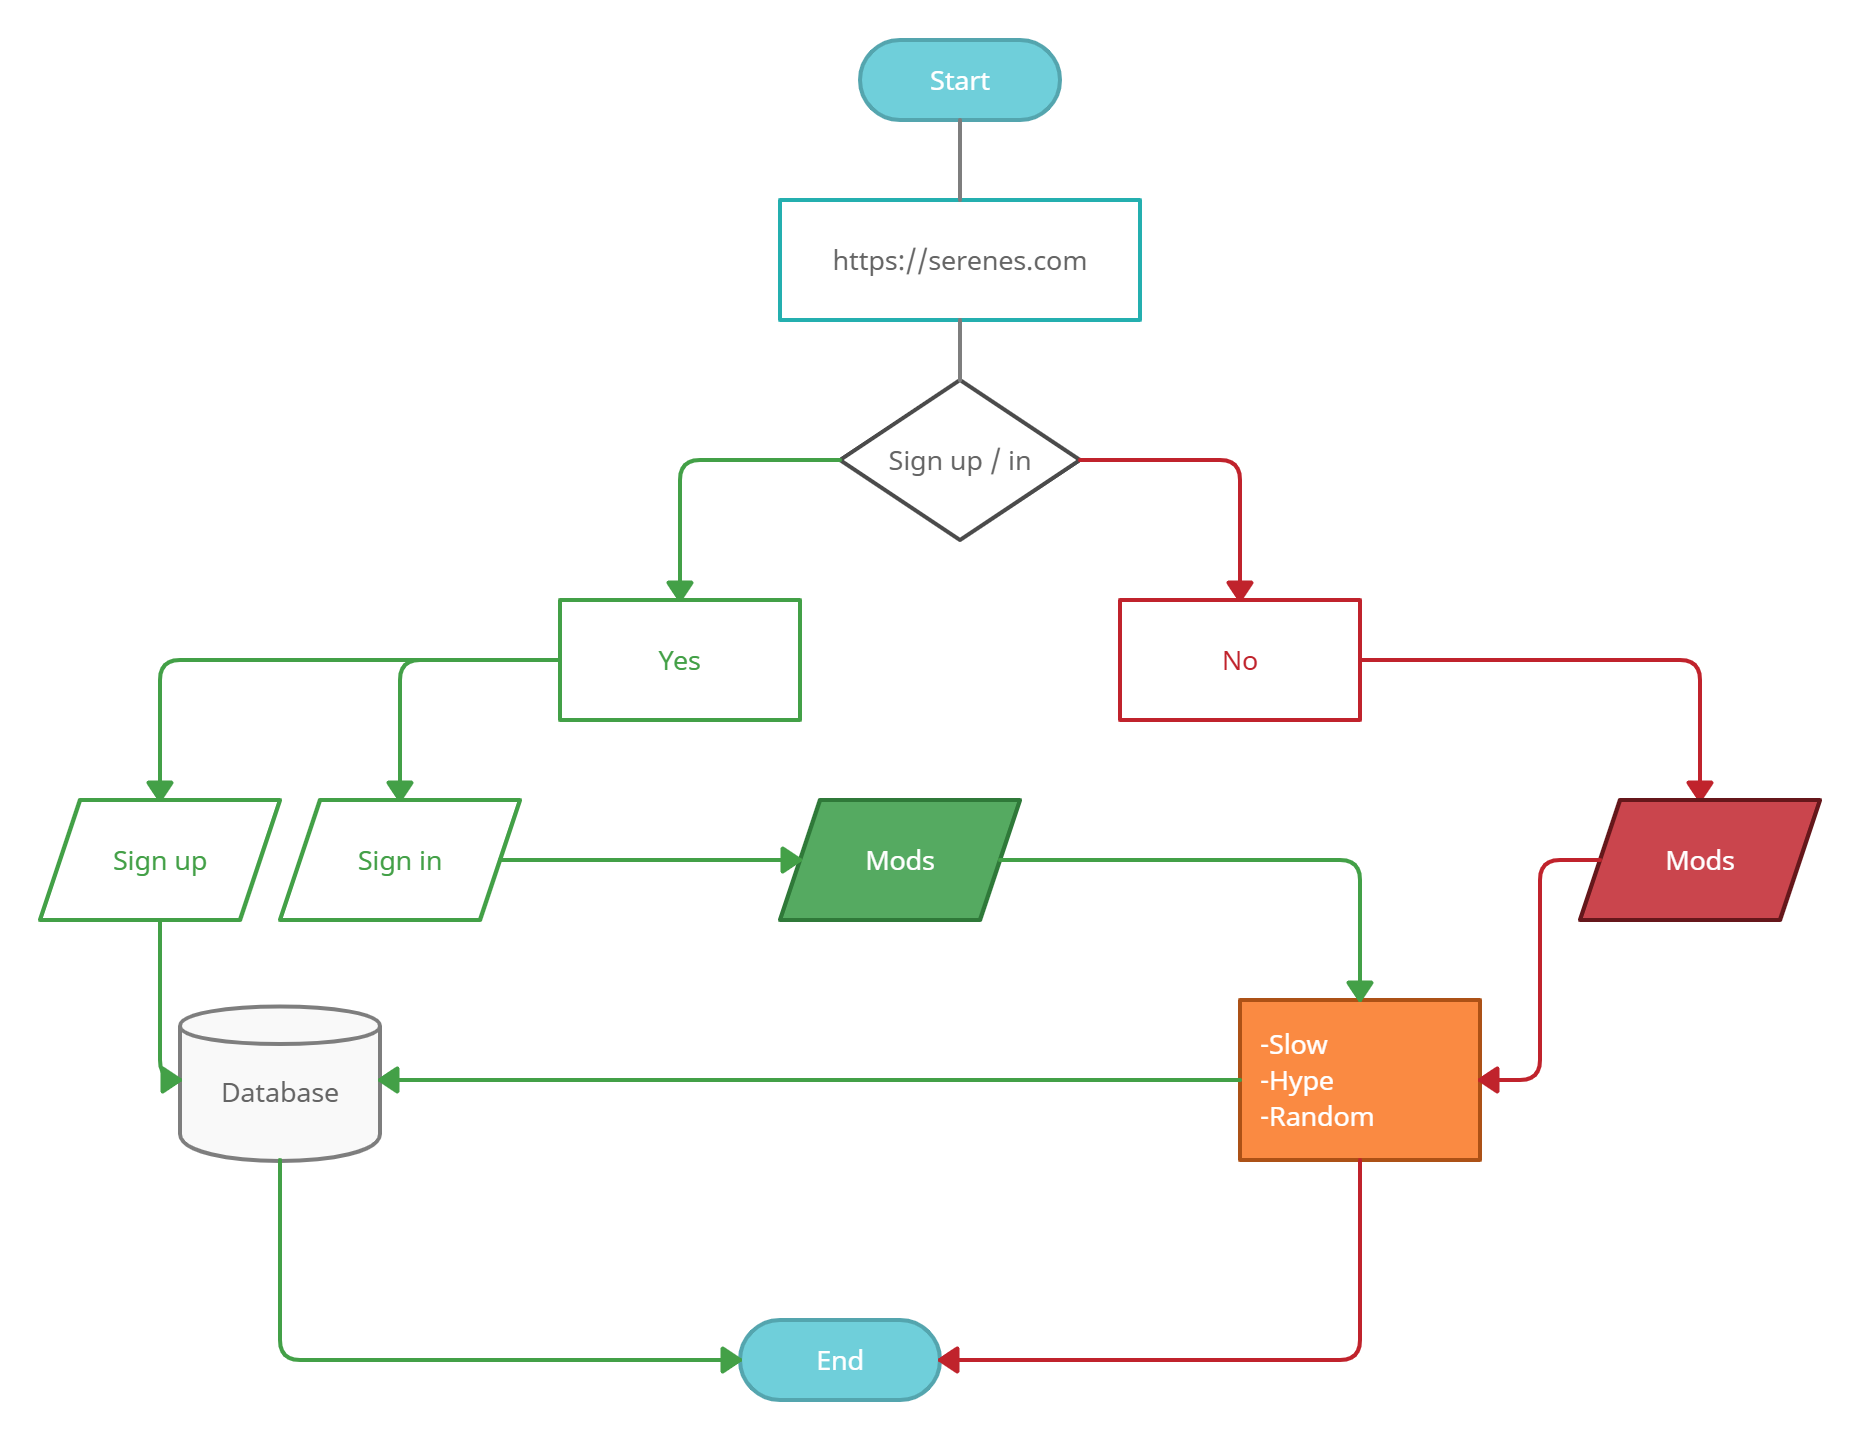 Start
https://serenes.com
Sign up / in
Yes
No
Sign up
Sign in
Mods
Mods
-Slow
-Hype
-Random
Database
End